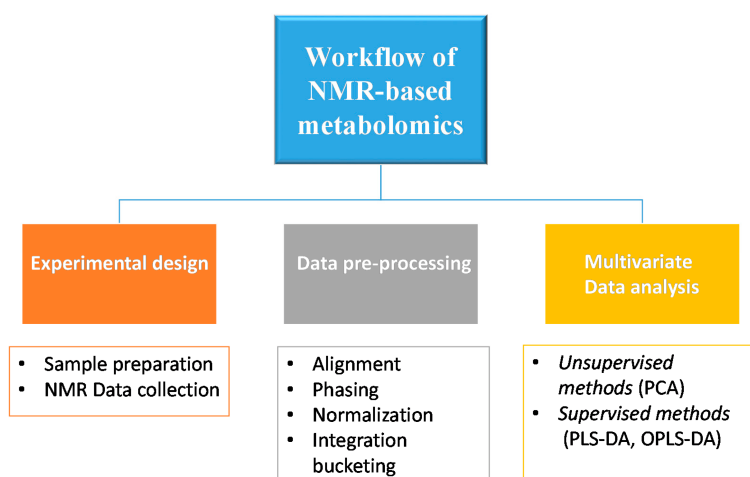 Workflow of
NMR-based
metabolomics
Experimental design
Data pre-processing
Multivariate
Data analysis
• Sample preparation
• NMR Data collection
• Alignment
• Phasing
• Normalization
• Integration
bucketing
• Unsupervised
methods (PCA)
• Supervised methods
(PLS-DA, OPLS-DA)